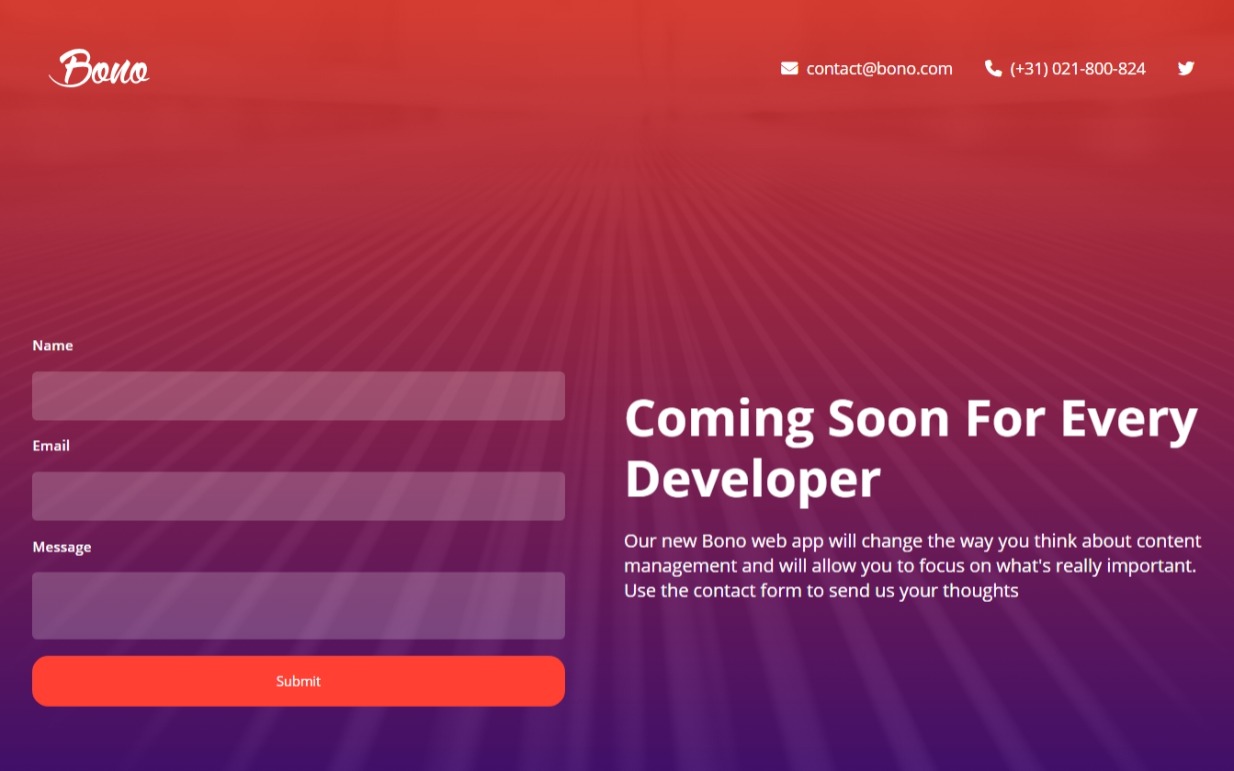 Bono
contact@bono.com
(+31) 021-800-824
Name
Email
Message
Submit
Coming Soon For Every
Developer
Our new Bono web app will change the way you think about content
management and will allow you to focus on what's really important.
Use the contact form to send us your thoughts